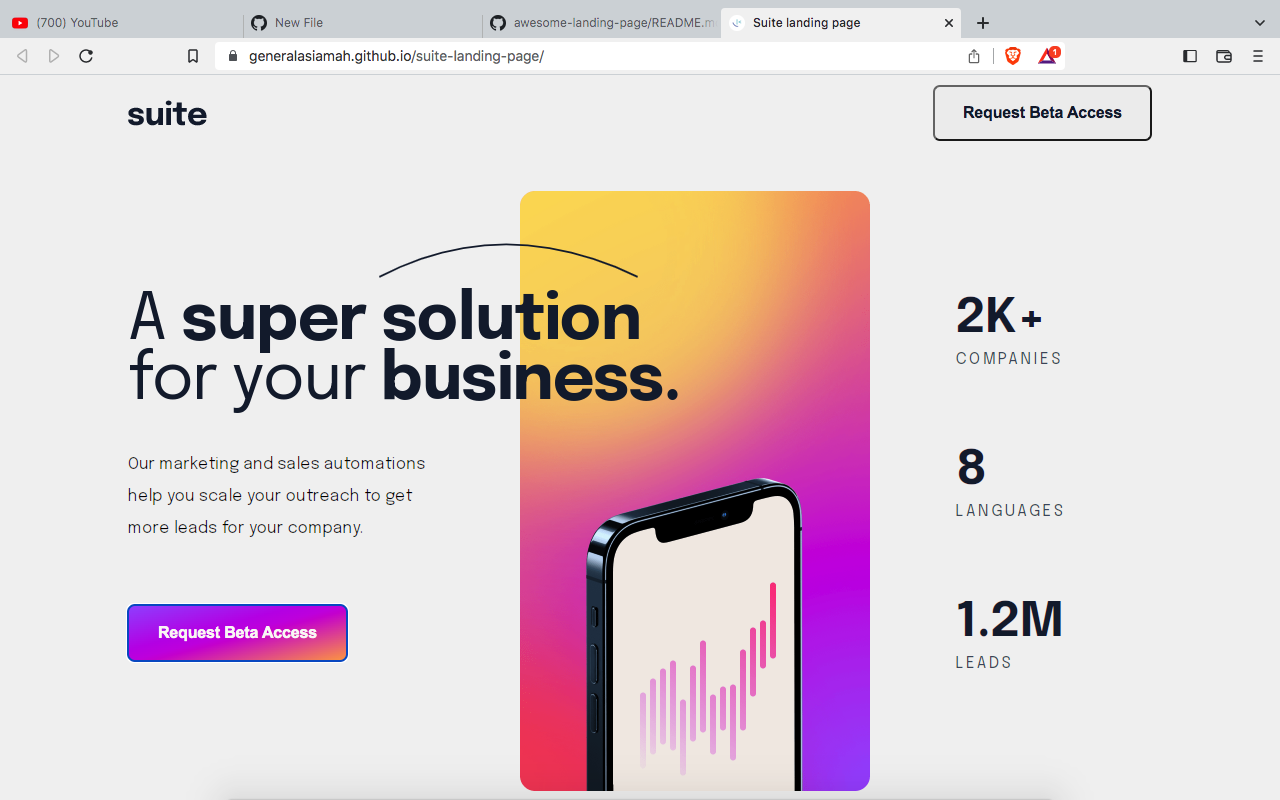 (700) YouTube
New File
awesome-landing-page/README.m
Suite landing page
generalasiamah.github.io/suite-landing-page/
1
suite
Request Beta Access
A super solution
for your business.
Our marketing and sales automations
help you scale your outreach to get
more leads for your company.
Request Beta Access
2K+
COMPANIES
8
LANGUAGES
1.2M
LEADS